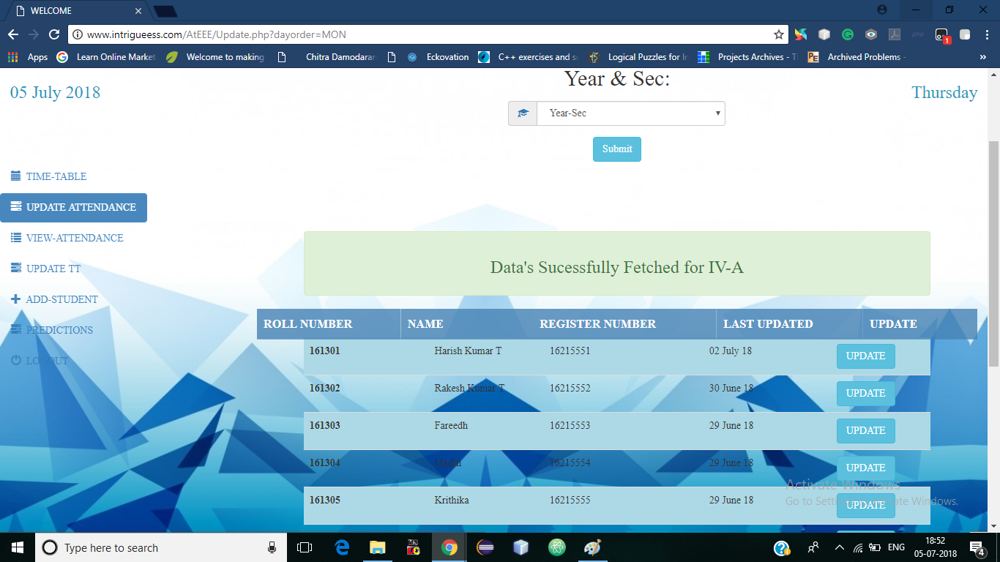 WELCOME
www.intrigueess.com/AtEEE/Update.php?dayorder=MON
Apps Learn Online Market Welcome to making Chitra Damodaran Eckovation C++ exercises and so Logical Puzzles for In Projects Archives - T Archived Problems - »
05 July 2018
Year & Sec:
Thursday
Year-Sec
Submit
TIME-TABLE
UPDATE ATTENDANCE
VIEW-ATTENDANCE
UPDATE TT
ADD-STUDENT
PREDICTIONS
LOGOUT
Data's Sucessfully Fetched for IV-A
ROLL NUMBER NAME REGISTER NUMBER LAST UPDATED UPDATE
161301 Harish Kumar T 16215551 02 July 18 UPDATE
161302 Rakesh Kumar T 16215552 30 June 18 UPDATE
161303 Fareedh 16215553 29 June 18 UPDATE
161304 Madhi 16215554 29 June 18 UPDATE
161305 Krithika 16215555 29 June 18 UPDATE
Activate Windows
Go to Settings to activate Windows.
Type here to search
ENG
18:52
05-07-2018
4